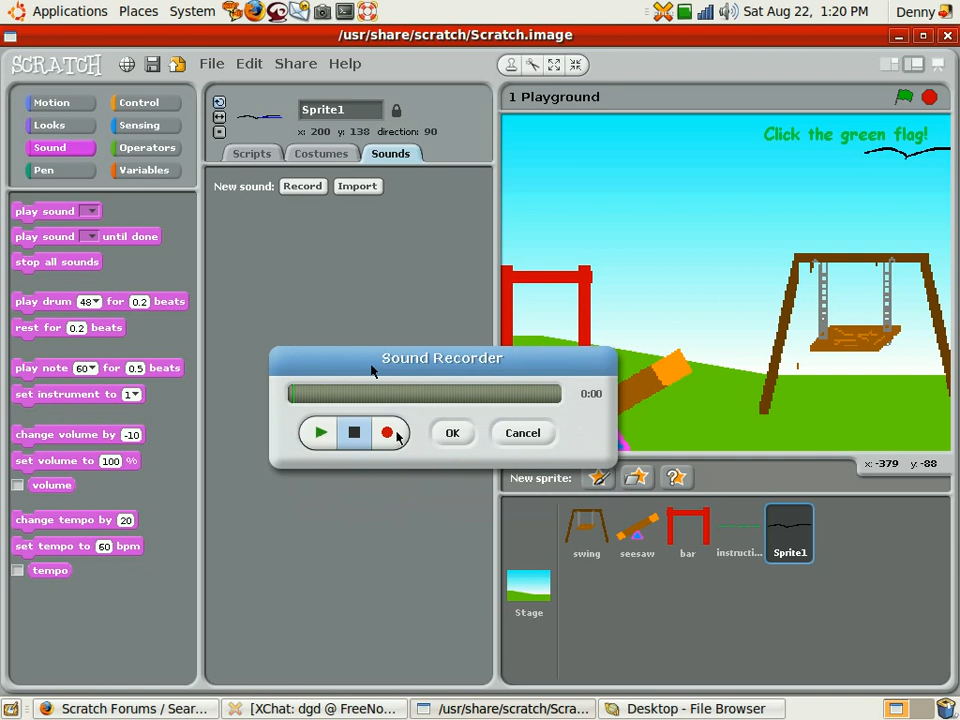 Applications Places System Sat Aug 22, 1:20 PM Denny
/usr/share/scratch/Scratch.image
SCRATCH File Edit Share Help
Motion Control
Looks Sensing
Sound Operators
Pen Variables
Sprite1
x: 200 y: 138 direction: 90
Scripts Costumes Sounds
New sound: Record Import
1 Playground
Click the green flag!
play sound
play sound until done
stop all sounds
play drum 48 for 0.2 beats
rest for 0.2 beats
play note 60 for 0.5 beats
set instrument to 1
change volume by -10
set volume to 100 %
volume
change tempo by 20
set tempo to 60 bpm
tempo
Sound Recorder
0:00
OK Cancel
x: -379 y: -88
New sprite:
swing seesaw bar instructi... Sprite1
Stage
Scratch Forums / Sear... [XChat: dgd @ FreeNo... /usr/share/scratch/Scra... Desktop - File Browser